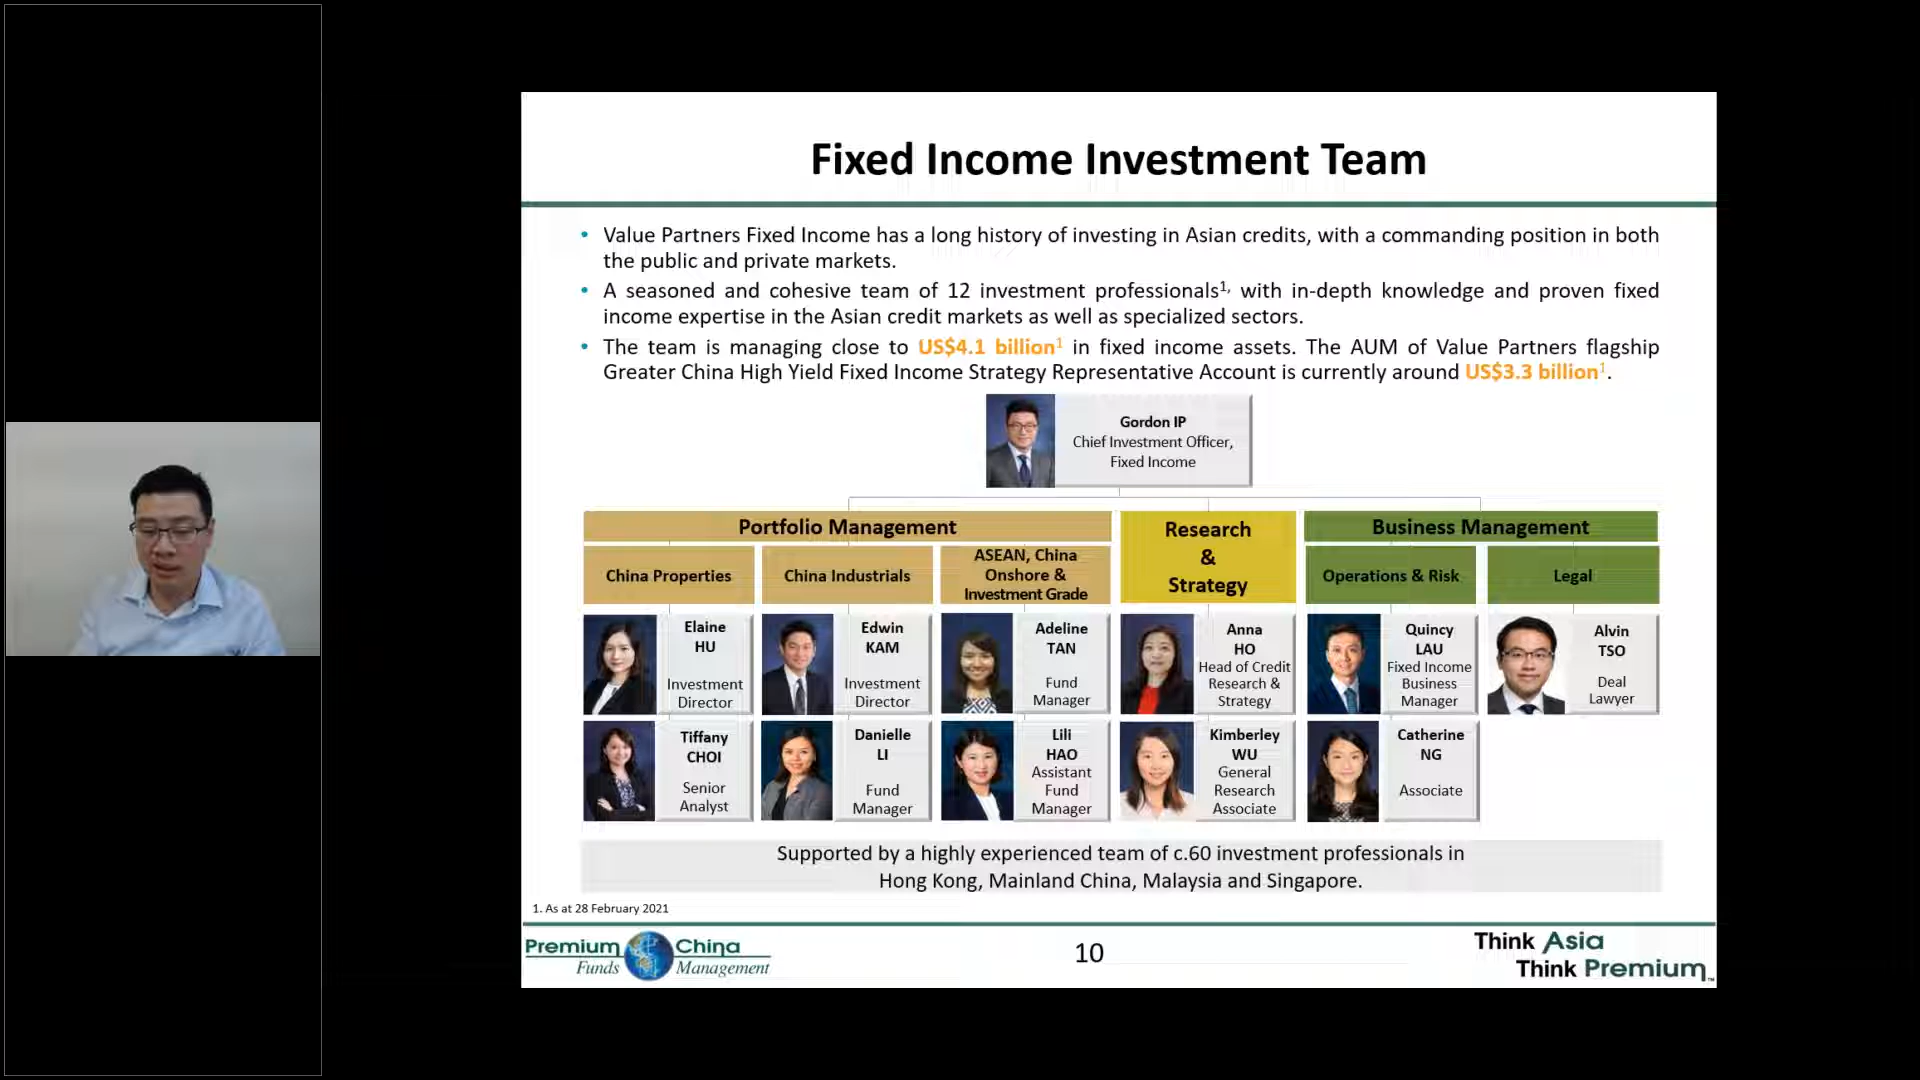 Fixed Income Investment Team
• Value Partners Fixed Income has a long history of investing in Asian credits, with a commanding position in both
the public and private markets.
• A seasoned and cohesive team of 12 investment professionals1, with in-depth knowledge and proven fixed
income expertise in the Asian credit markets as well as specialized sectors.
• The team is managing close to US$4.1 billion1 in fixed income assets. The AUM of Value Partners flagship
Greater China High Yield Fixed Income Strategy Representative Account is currently around US$3.3 billion1.
Gordon IP
Chief Investment Officer,
Fixed Income
Portfolio Management
China Properties
China Industrials
ASEAN, China
Onshore &
Investment Grade
Research
&
Strategy
Business Management
Operations & Risk
Legal
Elaine
HU
Investment
Director
Edwin
KAM
Investment
Director
Adeline
TAN
Fund
Manager
Anna
HO
Head of Credit
Research &
Strategy
Quincy
LAU
Fixed Income
Business
Manager
Alvin
TSO
Deal
Lawyer
Tiffany
CHOI
Senior
Analyst
Danielle
LI
Fund
Manager
Lili
HAO
Assistant
Fund
Manager
Kimberley
WU
General
Research
Associate
Catherine
NG
Associate
Supported by a highly experienced team of c.60 investment professionals in
Hong Kong, Mainland China, Malaysia and Singapore.
1. As at 28 February 2021
Premium China
Funds Management
10
Think Asia
Think Premium™